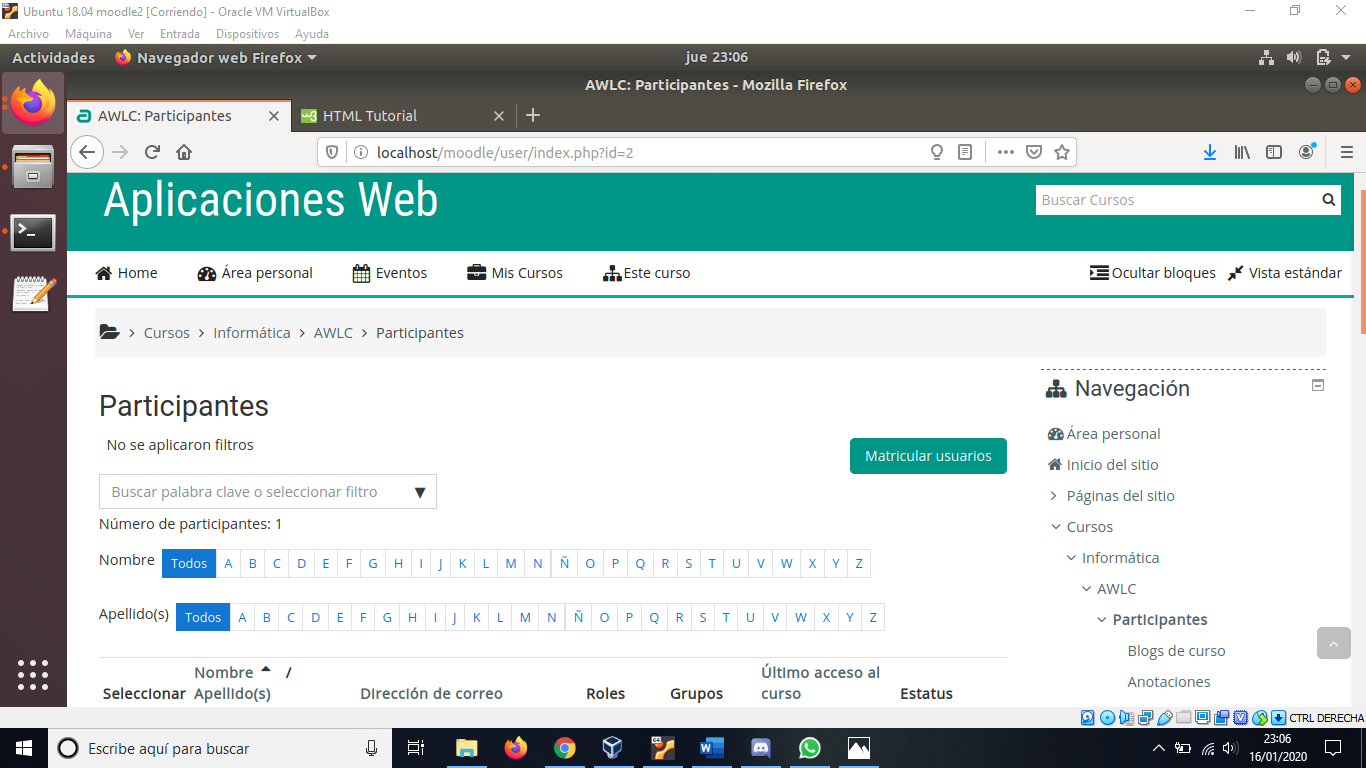 Ubuntu 18.04 moodle2 [Corriendo] - Oracle VM VirtualBox
Archivo Máquina Ver Entrada Dispositivos Ayuda
Actividades Navegador web Firefox jue 23:06
AWLC: Participantes - Mozilla Firefox
AWLC: Participantes HTML Tutorial
localhost/moodle/user/index.php?id=2
Aplicaciones Web
Buscar Cursos
Home Área personal Eventos Mis Cursos Este curso Ocultar bloques Vista estándar
Cursos > Informática > AWLC > Participantes
Participantes
No se aplicaron filtros
Matricular usuarios
Buscar palabra clave o seleccionar filtro ▼
Número de participantes: 1
Nombre Todos A B C D E F G H I J K L M N Ñ O P Q R S T U V W X Y Z
Apellido(s) Todos A B C D E F G H I J K L M N Ñ O P Q R S T U V W X Y Z
Seleccionar
Nombre /
Apellido(s)
Dirección de correo
Roles
Grupos
Último acceso al
curso
Estatus
Navegación
Área personal
Inicio del sitio
Páginas del sitio
Cursos
Informática
AWLC
Participantes
Blogs de curso
Anotaciones
CTRL DERECHA
Escribe aquí para buscar
23:06
16/01/2020